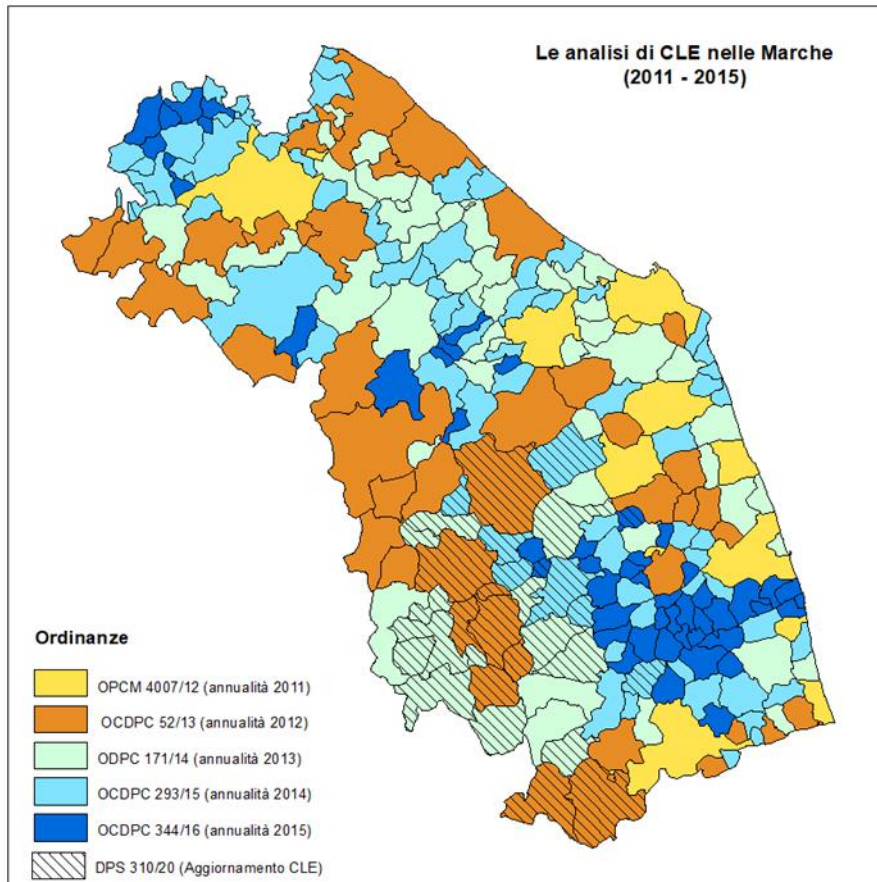 Le analisi di CLE nelle Marche
(2011 - 2015)
Ordinanze
OPCM 4007/12 (annualità 2011)
OCDPC 52/13 (annualità 2012)
ODPC 171/14 (annualità 2013)
OCDPC 293/15 (annualità 2014)
OCDPC 344/16 (annualità 2015)
DPS 310/20 (Aggiornamento CLE)